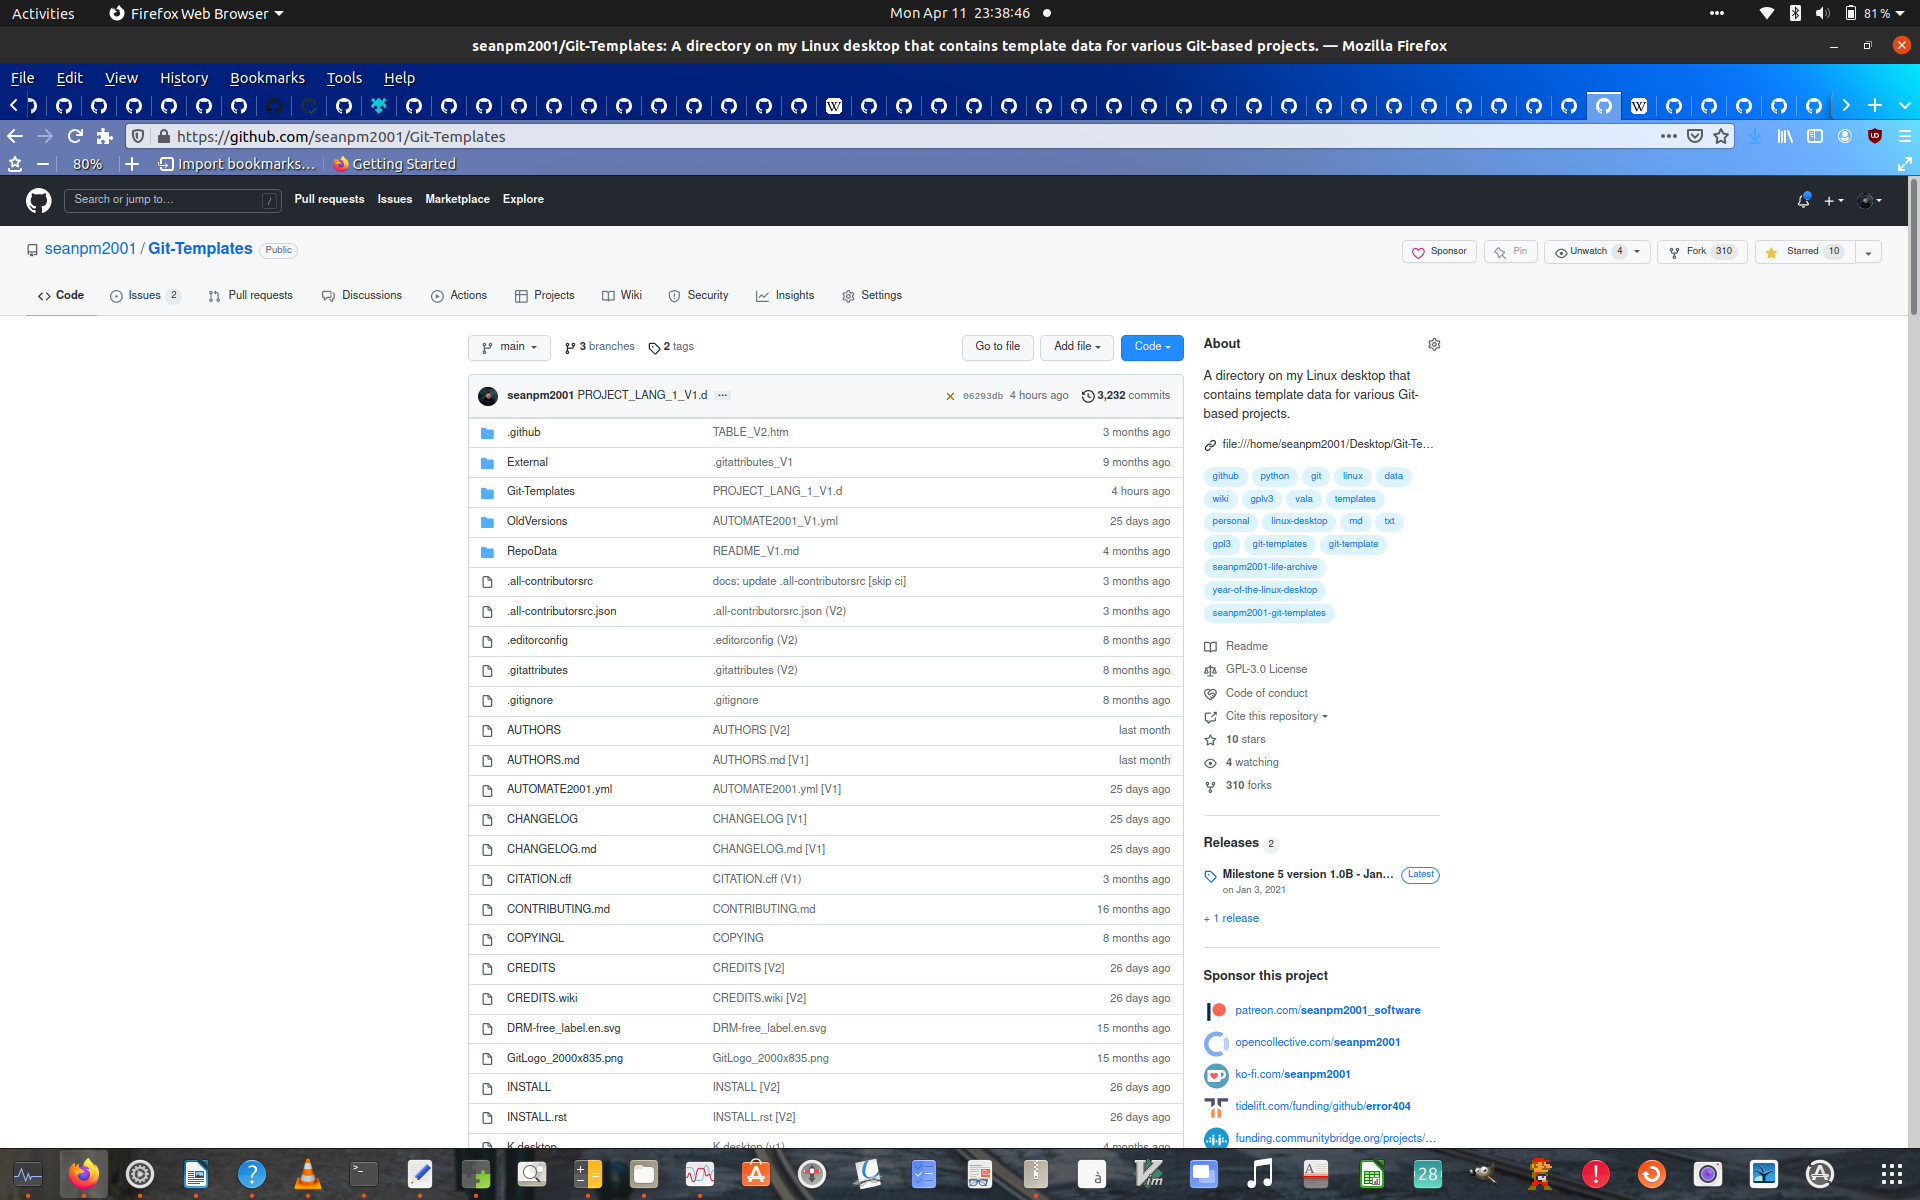 Activities
Firefox Web Browser
Mon Apr 11 23:38:46
81 %
seanpm2001/Git-Templates: A directory on my Linux desktop that contains template data for various Git-based projects. — Mozilla Firefox
File Edit View History Bookmarks Tools Help
https://github.com/seanpm2001/Git-Templates
80%
Import bookmarks...
Getting Started
Search or jump to...
/
Pull requests Issues Marketplace Explore
seanpm2001 / Git-Templates Public
Sponsor
Pin
Unwatch 4
Fork 310
Starred 10
Code
Issues 2
Pull requests
Discussions
Actions
Projects
Wiki
Security
Insights
Settings
main
3 branches
2 tags
Go to file
Add file
Code
seanpm2001 PROJECT_LANG_1_V1.d ...
06293db 4 hours ago
3,232 commits
.github TABLE_V2.htm 3 months ago
External .gitattributes_V1 9 months ago
Git-Templates PROJECT_LANG_1_V1.d 4 hours ago
OldVersions AUTOMATE2001_V1.yml 25 days ago
RepoData README_V1.md 4 months ago
.all-contributorsrc docs: update .all-contributorsrc [skip ci] 3 months ago
.all-contributorsrc.json .all-contributorsrc.json (V2) 3 months ago
.editorconfig .editorconfig (V2) 8 months ago
.gitattributes .gitattributes (V2) 8 months ago
.gitignore .gitignore 8 months ago
AUTHORS AUTHORS [V2] last month
AUTHORS.md AUTHORS.md [V1] last month
AUTOMATE2001.yml AUTOMATE2001.yml [V1] 25 days ago
CHANGELOG CHANGELOG [V1] 25 days ago
CHANGELOG.md CHANGELOG.md [V1] 25 days ago
CITATION.cff CITATION.cff (V1) 3 months ago
CONTRIBUTING.md CONTRIBUTING.md 16 months ago
COPYINGL COPYING 8 months ago
CREDITS CREDITS [V2] 26 days ago
CREDITS.wiki CREDITS.wiki [V2] 26 days ago
DRM-free_label.en.svg DRM-free_label.en.svg 15 months ago
GitLogo_2000x835.png GitLogo_2000x835.png 15 months ago
INSTALL INSTALL [V2] 26 days ago
INSTALL.rst INSTALL.rst [V2] 26 days ago
K.desktop K.desktop (v1) 4 months ago
About
A directory on my Linux desktop that
contains template data for various Git-
based projects.
file:///home/seanpm2001/Desktop/Git-Te...
github python git linux data
wiki gplv3 vala templates
personal linux-desktop md txt
gpl3 git-templates git-template
seanpm2001-life-archive
year-of-the-linux-desktop
seanpm2001-git-templates
Readme
GPL-3.0 License
Code of conduct
Cite this repository
10 stars
4 watching
310 forks
Releases 2
Milestone 5 version 1.0B - Jan... Latest
on Jan 3, 2021
+ 1 release
Sponsor this project
patreon.com/seanpm2001_software
opencollective.com/seanpm2001
ko-fi.com/seanpm2001
tidelift.com/funding/github/error404
funding.communitybridge.org/projects/...
28